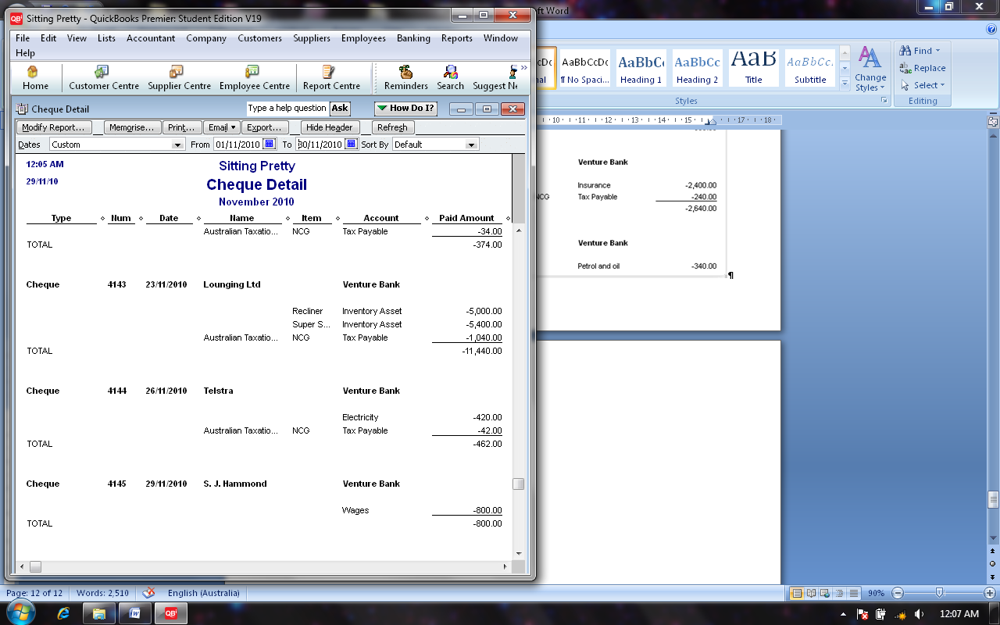 Sitting Pretty - QuickBooks Premier: Student Edition V19
File Edit View Lists Accountant Company Customers Suppliers Employees Banking Reports Window
Help
Home Customer Centre Supplier Centre Employee Centre Report Centre Reminders Search Suggest Ne
Cheque Detail Type a help question Ask How Do I?
Modify Report... Memorise... Print... Email Export... Hide Header Refresh
Dates Custom From 01/11/2010 To 30/11/2010 Sort By Default
12:05 AM Sitting Pretty
29/11/10 Cheque Detail
November 2010
Type Num Date Name Item Account Paid Amount
Australian Taxatio... NCG Tax Payable -34.00
TOTAL -374.00
Cheque 4143 23/11/2010 Lounging Ltd Venture Bank
Recliner Inventory Asset -5,000.00
Super S... Inventory Asset -5,400.00
Australian Taxatio... NCG Tax Payable -1,040.00
TOTAL -11,440.00
Cheque 4144 26/11/2010 Telstra Venture Bank
Electricity -420.00
Australian Taxatio... NCG Tax Payable -42.00
TOTAL -462.00
Cheque 4145 29/11/2010 S. J. Hammond Venture Bank
Wages -800.00
TOTAL -800.00
ft Word
AaBbCcDc AaBbCcDc AaBbCc AaBbCc AaB AaBbCc.
nal ¶ No Spaci... Heading 1 Heading 2 Title Subtitle
Change Styles
Styles
Find
Replace
Select
Editing
10 11 12 13 14 15 17 18
Venture Bank
Insurance -2,400.00
NCG Tax Payable -240.00
-2,640.00
Venture Bank
Petrol and oil -340.00
¶
Page: 12 of 12 Words: 2,510 English (Australia) 90%
12:07 AM